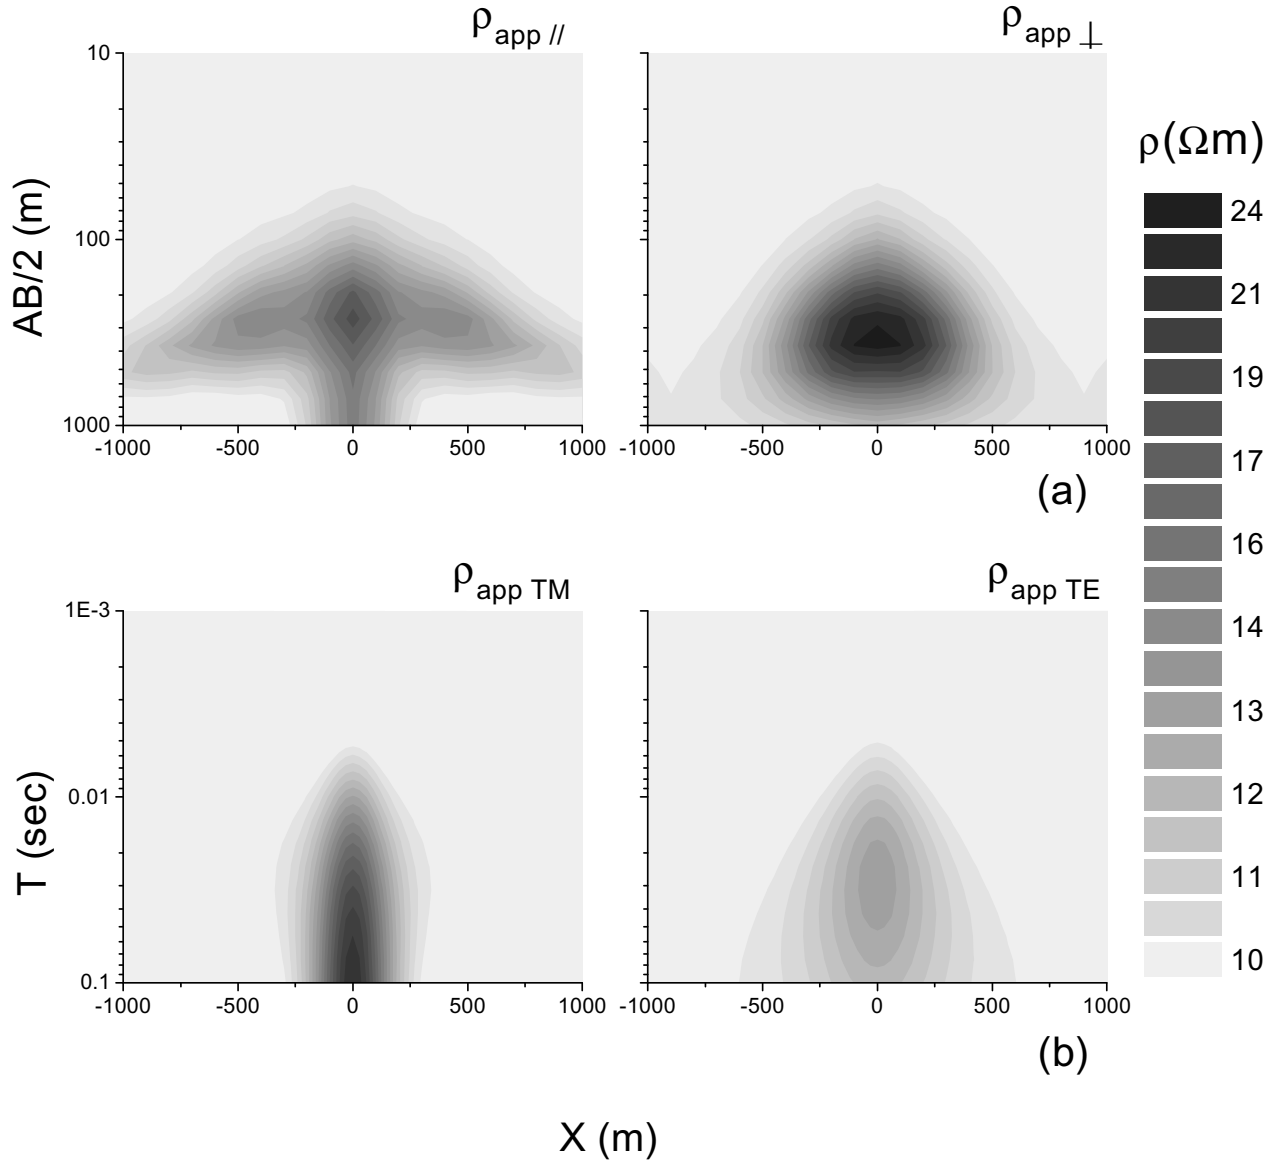 ρapp // ρapp ⊥
10
100
1000
AB/2 (m)
-1000 -500 0 500 1000 -1000 -500 0 500 1000
(a)
ρ(Ωm)
24
21
19
17
16
14
13
12
11
10
ρapp TM ρapp TE
1E-3
0.01
0.1
T (sec)
-1000 -500 0 500 1000 -1000 -500 0 500 1000
(b)
X (m)